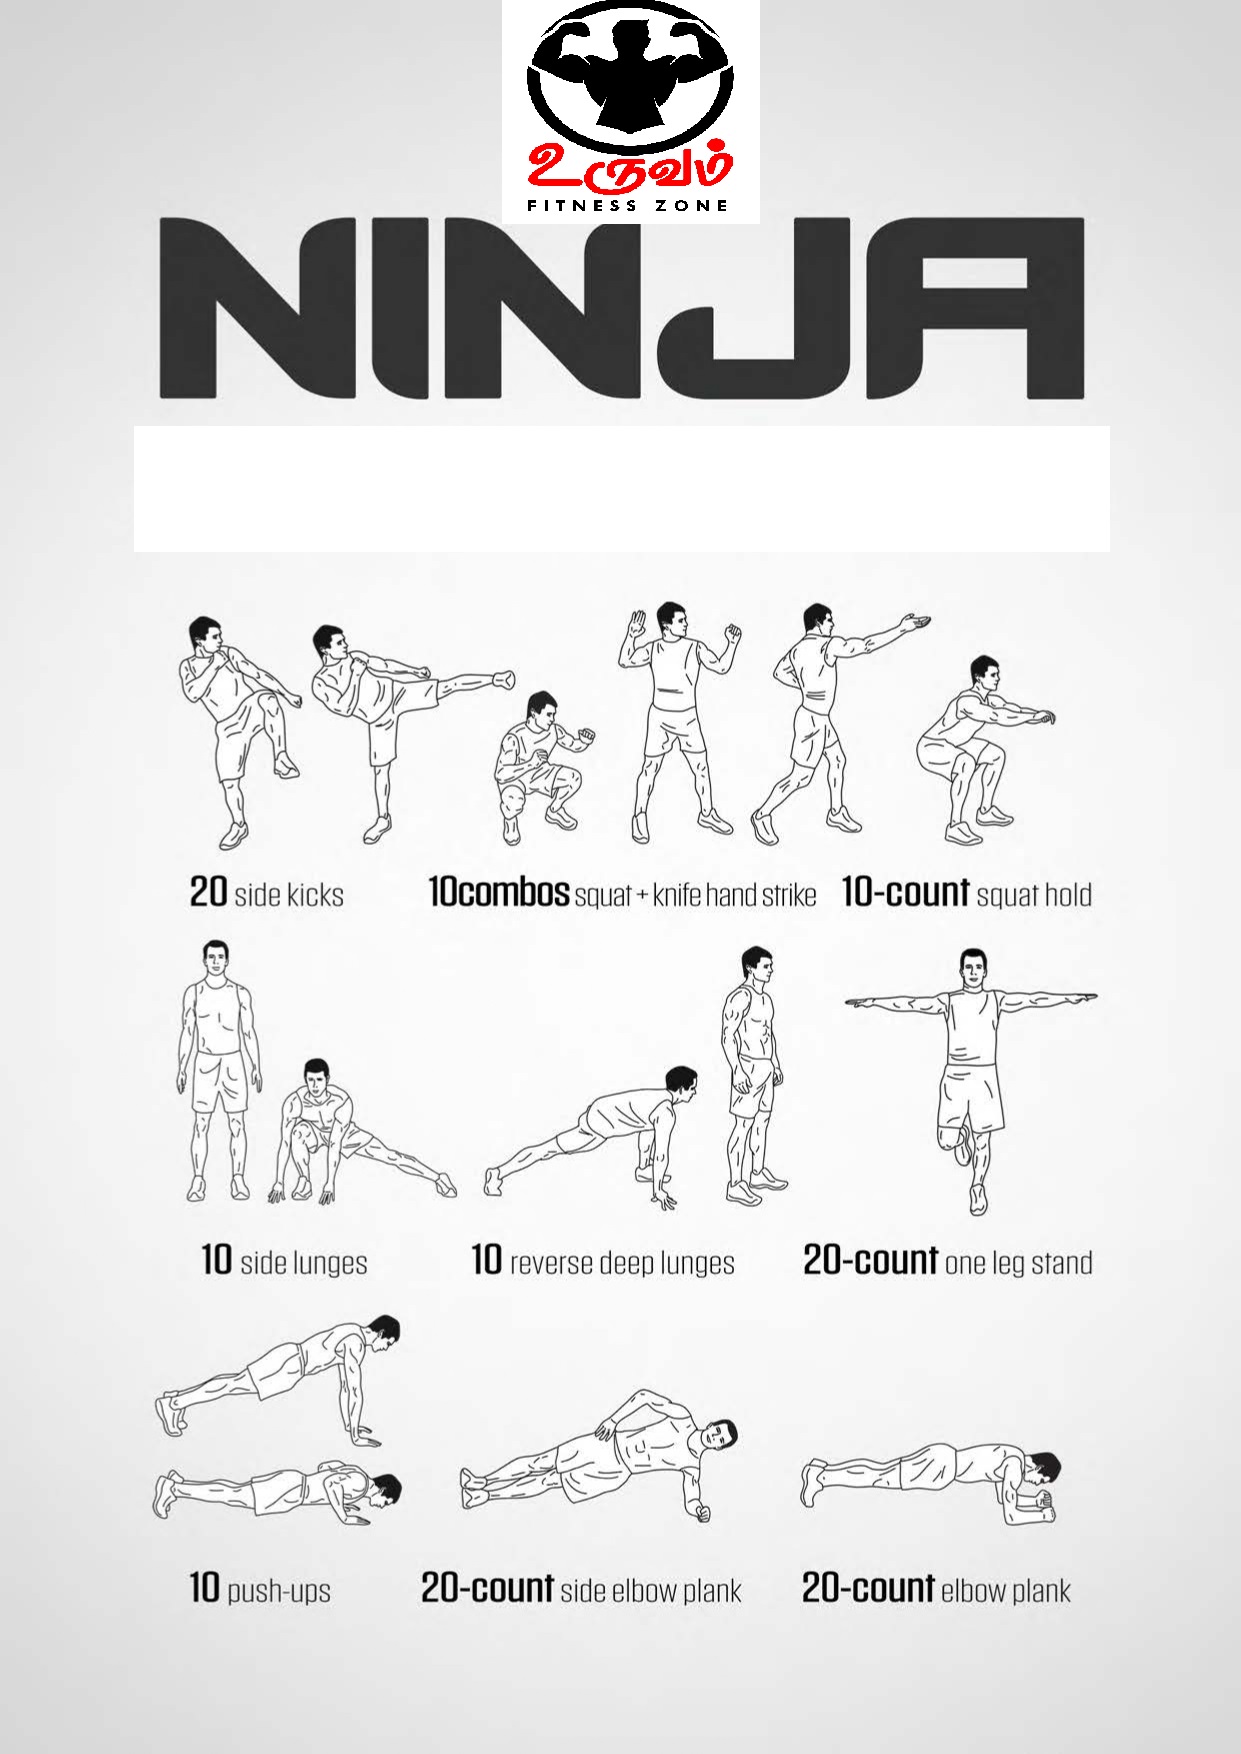 உருவம்
FITNESS ZONE
NINJA
20 side kicks
10combos squat + knife hand strike
10-count squat hold
10 side lunges
10 reverse deep lunges
20-count one leg stand
10 push-ups
20-count side elbow plank
20-count elbow plank